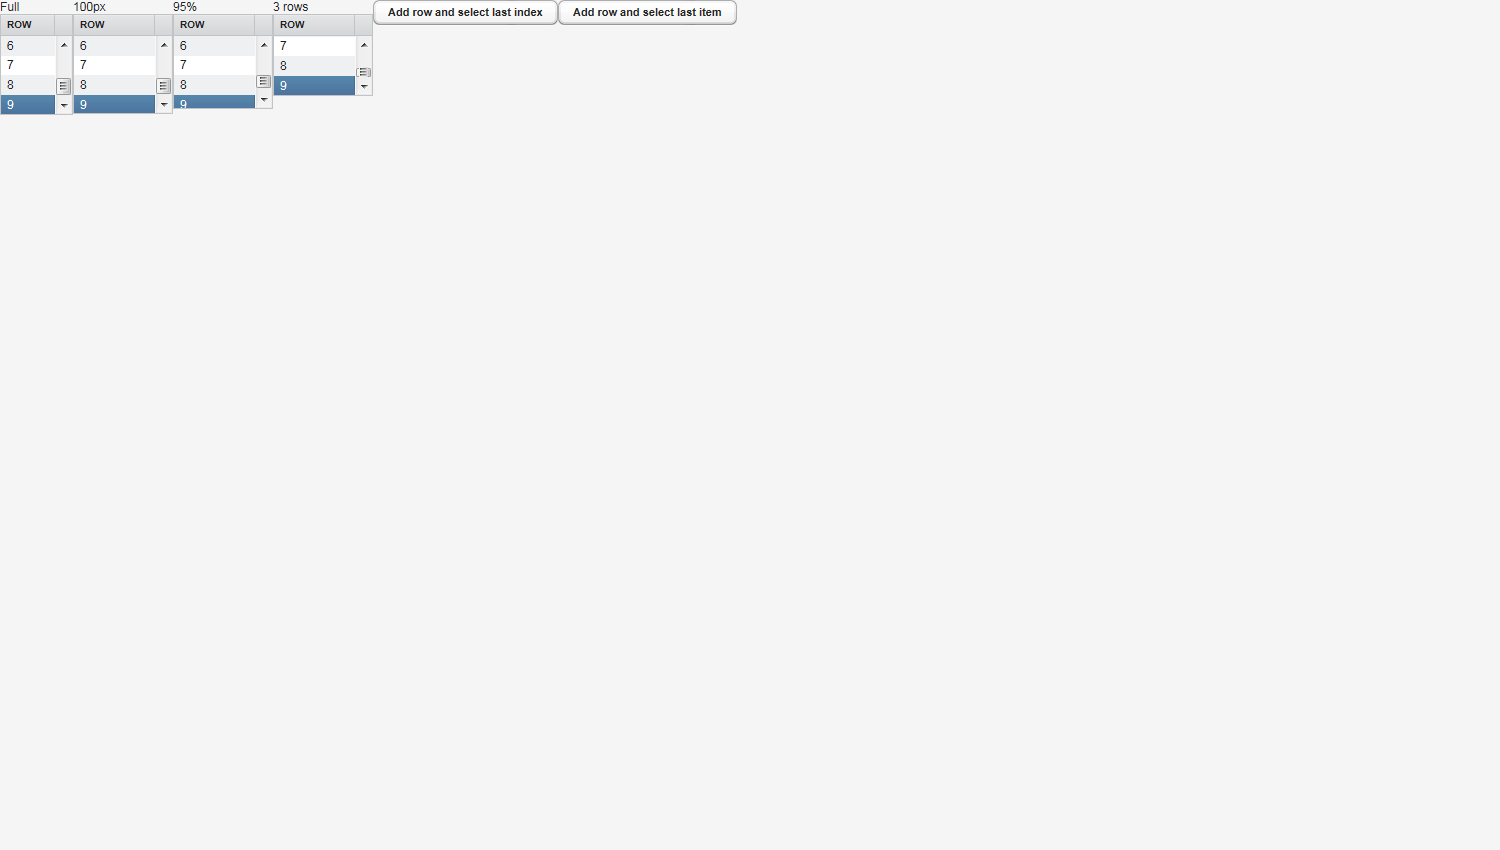 Full 100px 95% 3 rows Add row and select last index Add row and select last item
ROW ROW ROW ROW
6 6 6 7
7 7 7 8
8 8 8 9
9 9 9